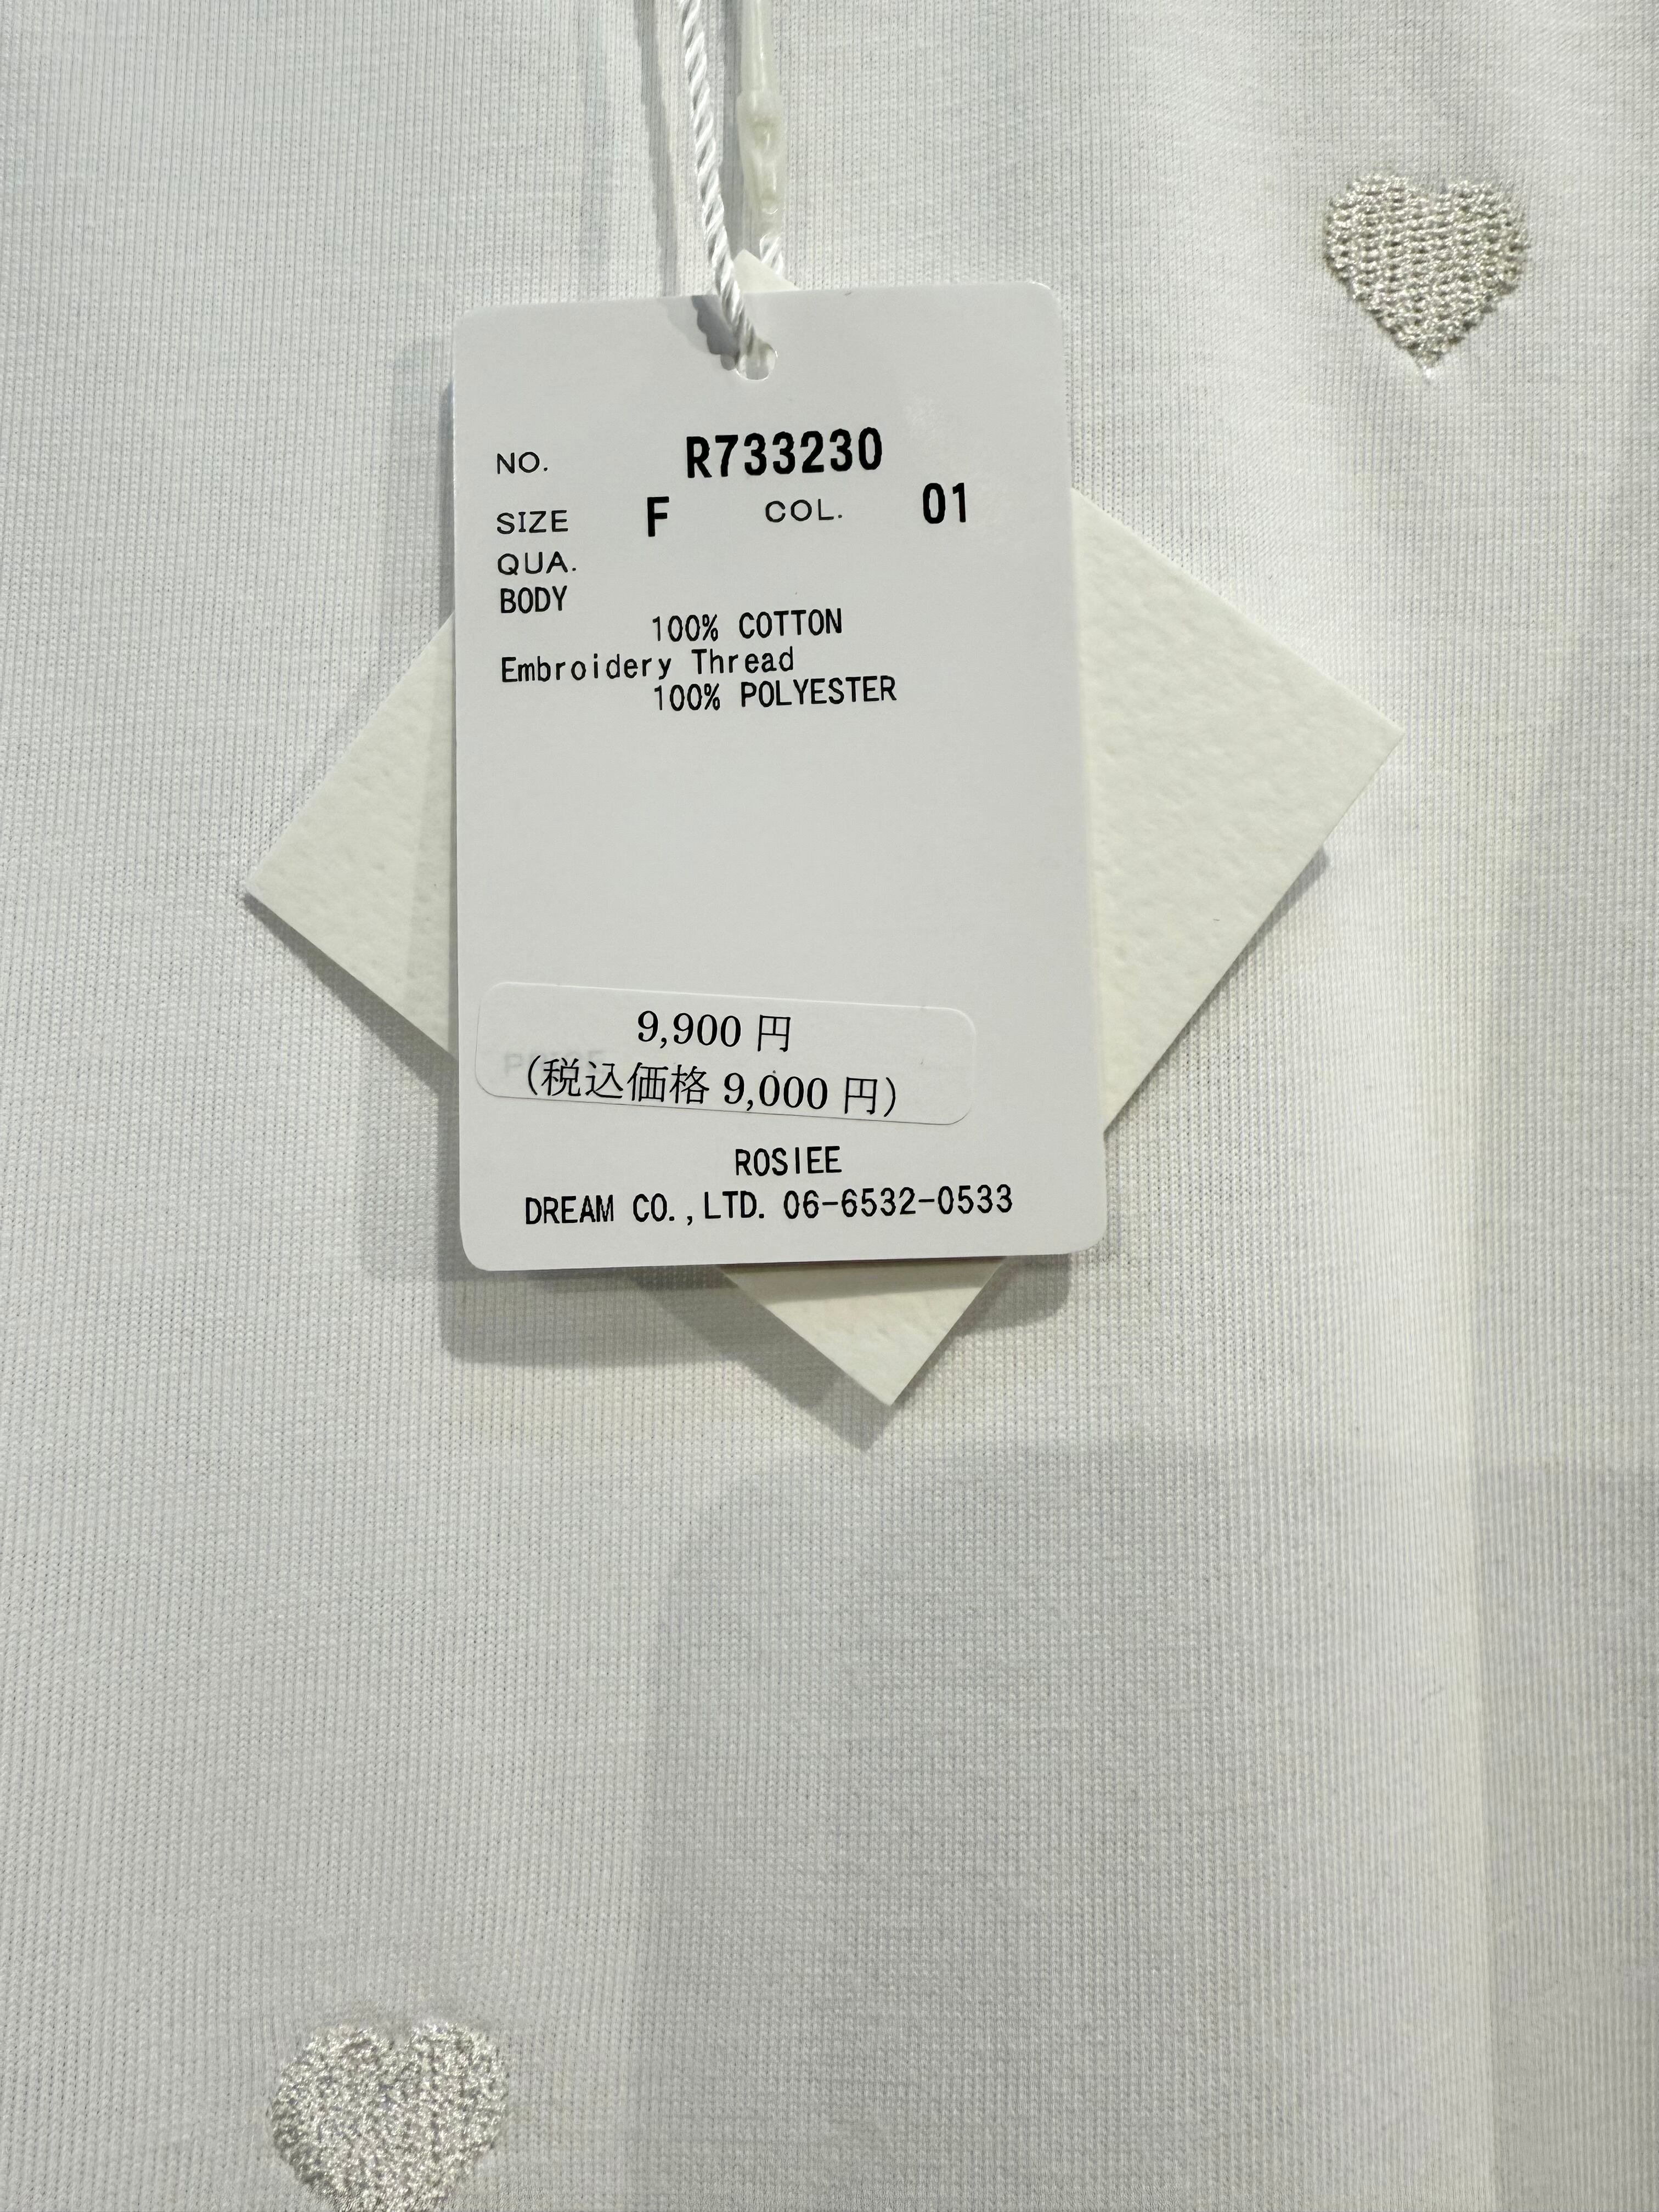 NO. R733230
SIZE F COL. 01
QUA.
BODY
100% COTTON
Embroidery Thread
100% POLYESTER
9,900 円
(税込価格 9,000 円)
ROSIEE
DREAM CO.,LTD. 06-6532-0533